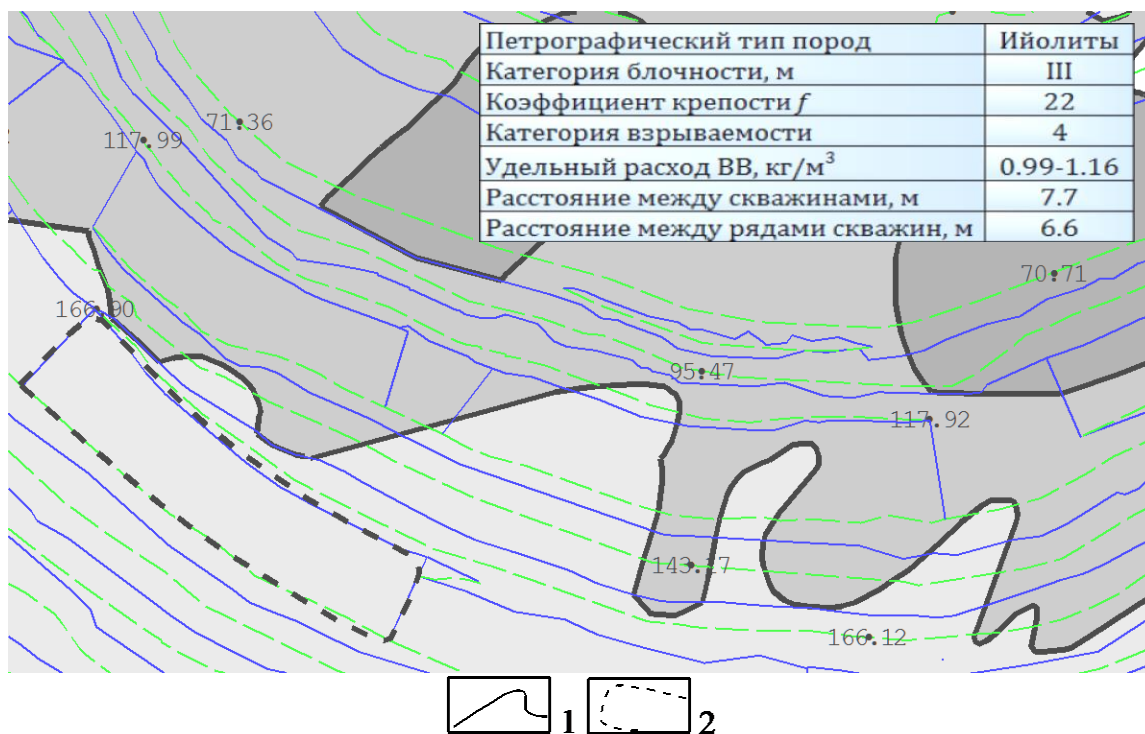 Петрографический тип пород Ийолиты
Категория блочности, м III
Коэффициент крепости f 22
Категория взрываемости 4
Удельный расход ВВ, кг/м³ 0.99-1.16
Расстояние между скважинами, м 7.7
Расстояние между рядами скважин, м 6.6
71.36
117.99
70.71
166.90
95.47
117.92
143.17
166.12
1 2